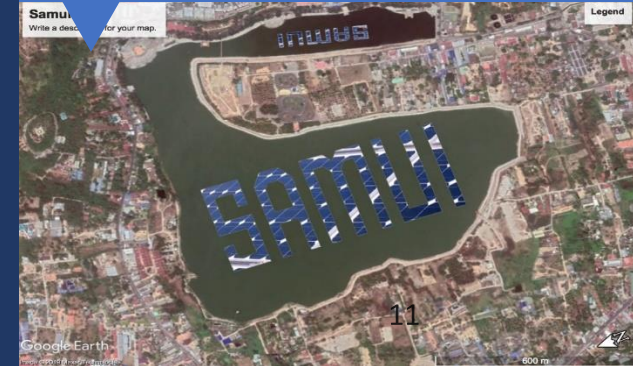 Samui
Legend
Write a desc for your map.
SAMUI
SAMUI
11
Google Earth
600 m